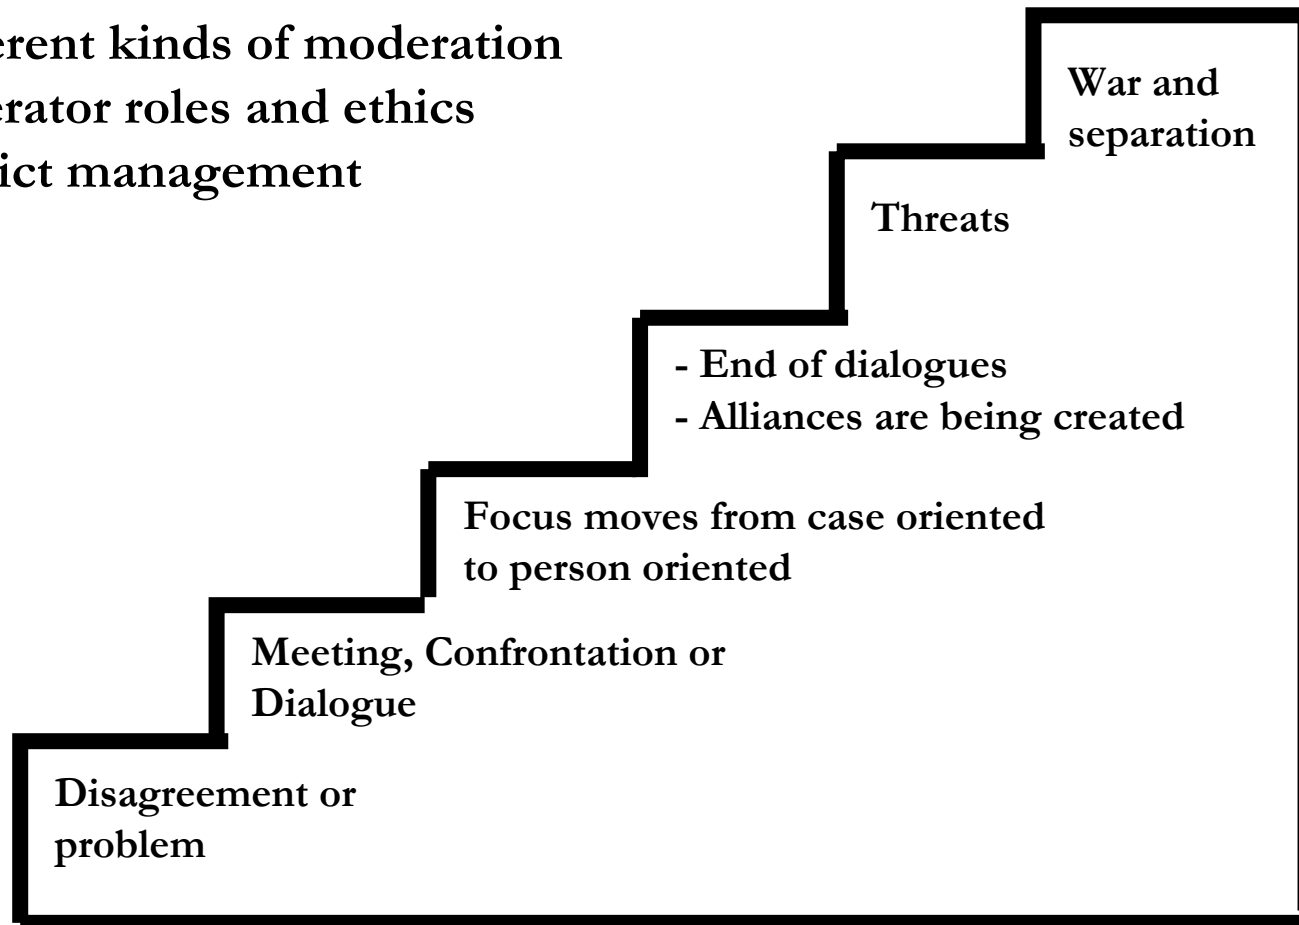 erent kinds of moderation
erator roles and ethics
ict management
War and
separation
Threats
- End of dialogues
- Alliances are being created
Focus moves from case oriented
to person oriented
Meeting, Confrontation or
Dialogue
Disagreement or
problem